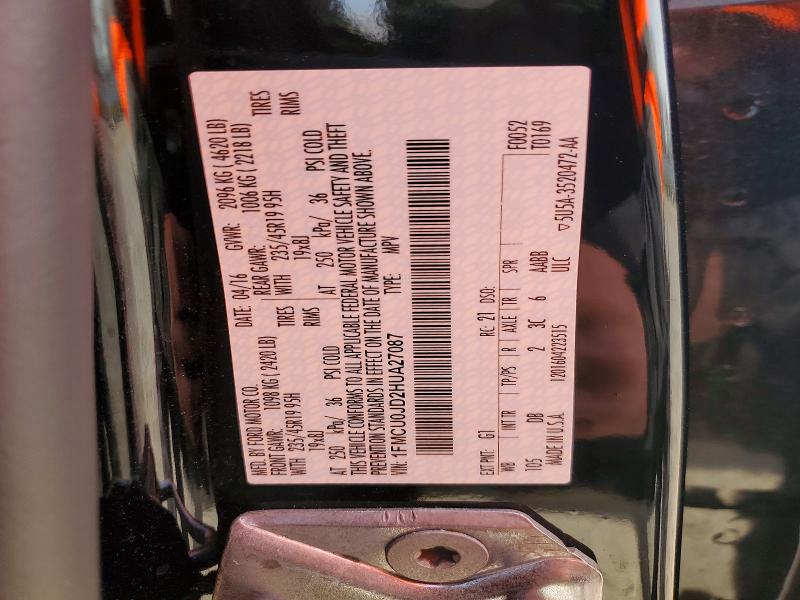 MFD. BY FORD MOTOR CO.
DATE: 04/16 GVWR: 2096 KG ( 4620 LB)
FRONT GAWR: 1098 KG ( 2420 LB) REAR GAWR: 1006 KG ( 2218 LB)
WITH 235/45R19 95H TIRES WITH 235/45R19 95H TIRES
19x8J RIMS 19x8J RIMS
AT 250 kPa/ 36 PSI COLD AT 250 kPa/ 36 PSI COLD
THIS VEHICLE CONFORMS TO ALL APPLICABLE FEDERAL MOTOR VEHICLE SAFETY AND THEFT
PREVENTION STANDARDS IN EFFECT ON THE DATE OF MANUFACTURE SHOWN ABOVE.
VIN: 1FMCU0JD2HUA27087 TYPE: MPV
EXT PNT: G1 RC: 21 DSO: F0052
WB INTR TP/PS R AXLE TR SPR T0169
105 DB 2 3C 6 AABB
MADE IN U.S.A. 1201604223515 ULC ▽5U5A-3520472-AA